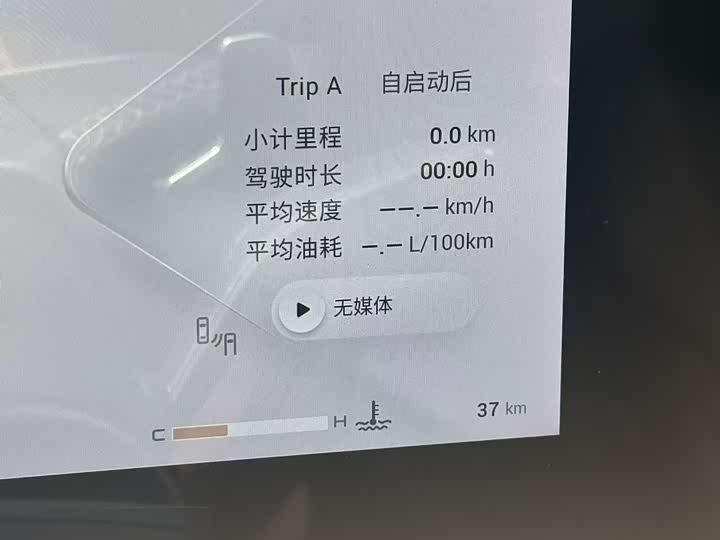 Trip A 自启动后
小计里程 0.0 km
驾驶时长 00:00 h
平均速度 --.- km/h
平均油耗 -.- L/100km
无媒体
C H 37 km